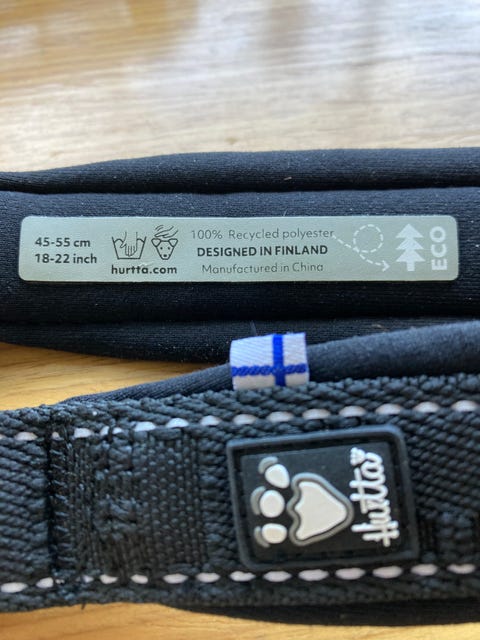 45-55 cm
18-22 inch
hurtta.com
100% Recycled polyester
DESIGNED IN FINLAND
Manufactured in China
ECO
Hurtta